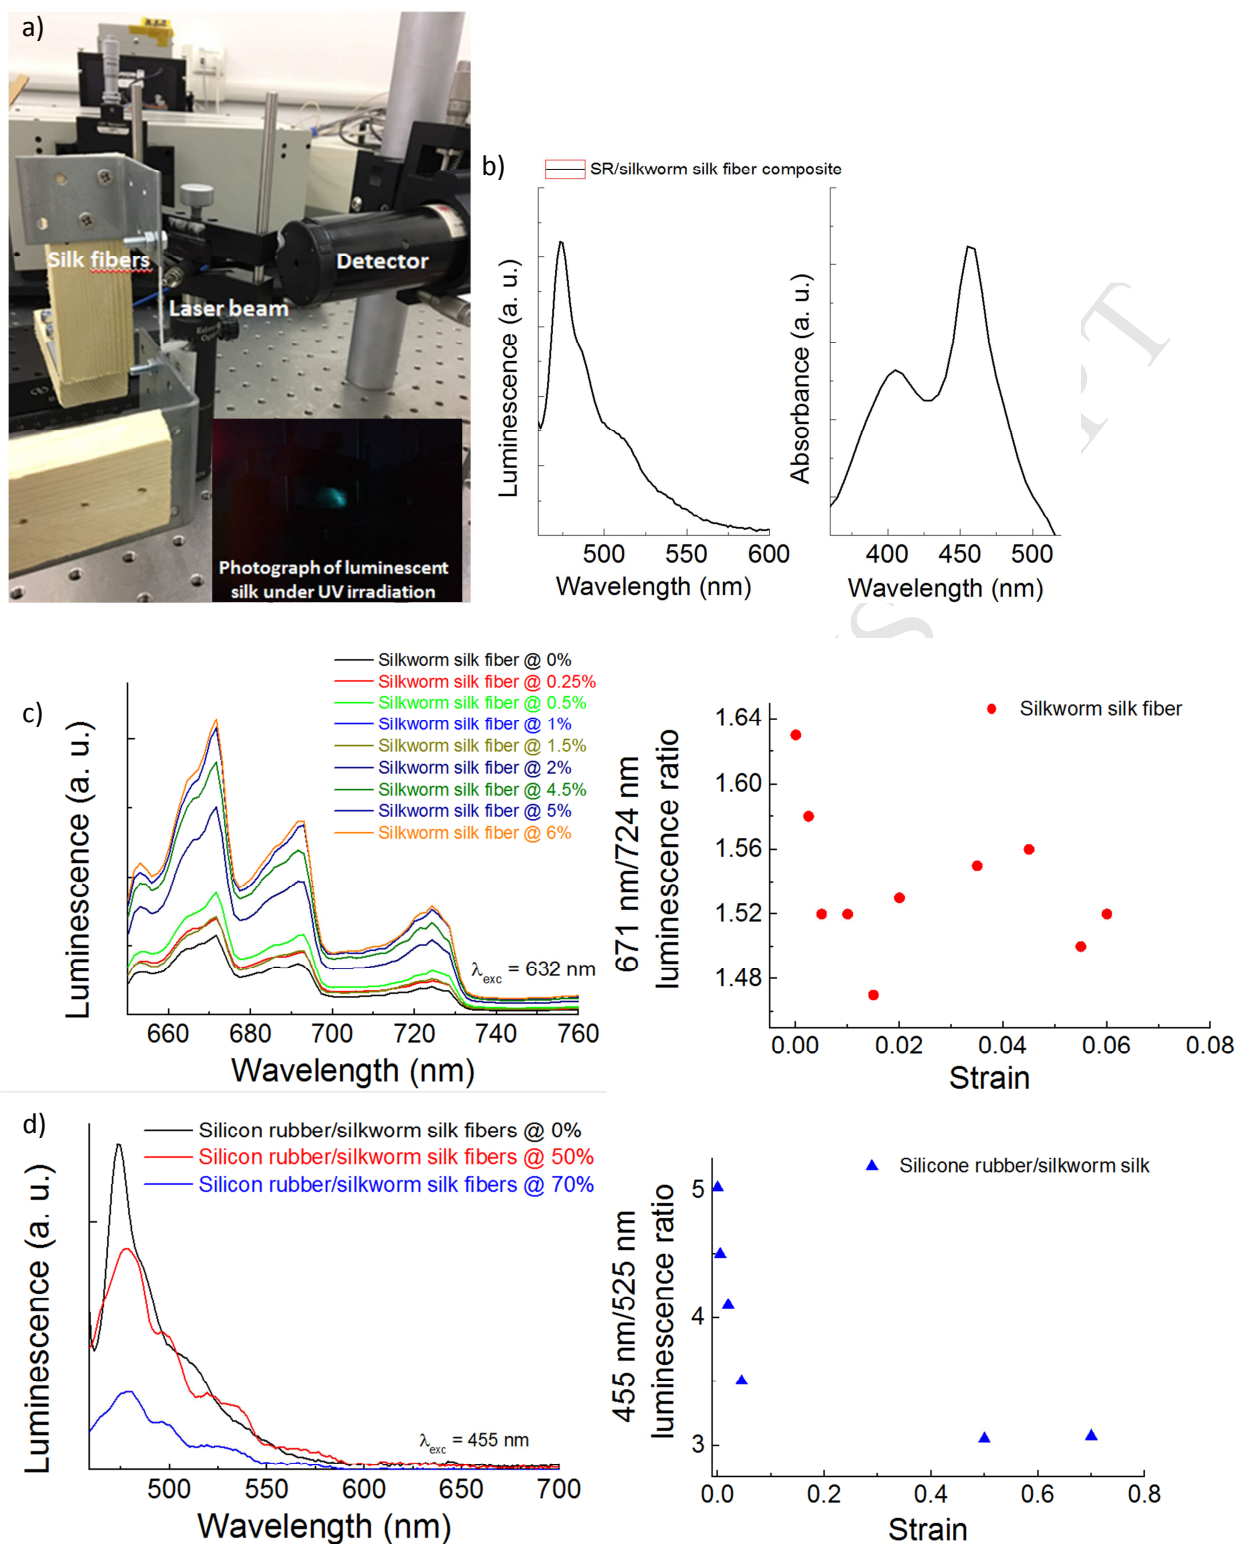 a)
Silk fibers
Detector
Laser beam
Photograph of luminescent
silk under UV irradiation
b)
SR/silkworm silk fiber composite
Luminescence (a. u.)
500 550 600
Wavelength (nm)
Absorbance (a. u.)
400 450 500
Wavelength (nm)
c)
Silkworm silk fiber @ 0%
Silkworm silk fiber @ 0.25%
Silkworm silk fiber @ 0.5%
Silkworm silk fiber @ 1%
Silkworm silk fiber @ 1.5%
Silkworm silk fiber @ 2%
Silkworm silk fiber @ 4.5%
Silkworm silk fiber @ 5%
Silkworm silk fiber @ 6%
Luminescence (a. u.)
λexc = 632 nm
660 680 700 720 740 760
Wavelength (nm)
Silkworm silk fiber
671 nm/724 nm
luminescence ratio
1.64
1.60
1.56
1.52
1.48
0.00 0.02 0.04 0.06 0.08
Strain
d)
Silicon rubber/silkworm silk fibers @ 0%
Silicon rubber/silkworm silk fibers @ 50%
Silicon rubber/silkworm silk fibers @ 70%
Luminescence (a. u.)
λexc = 455 nm
500 550 600 650 700
Wavelength (nm)
Silicone rubber/silkworm silk
455 nm/525 nm
luminescence ratio
5
4
3
0.0 0.2 0.4 0.6 0.8
Strain